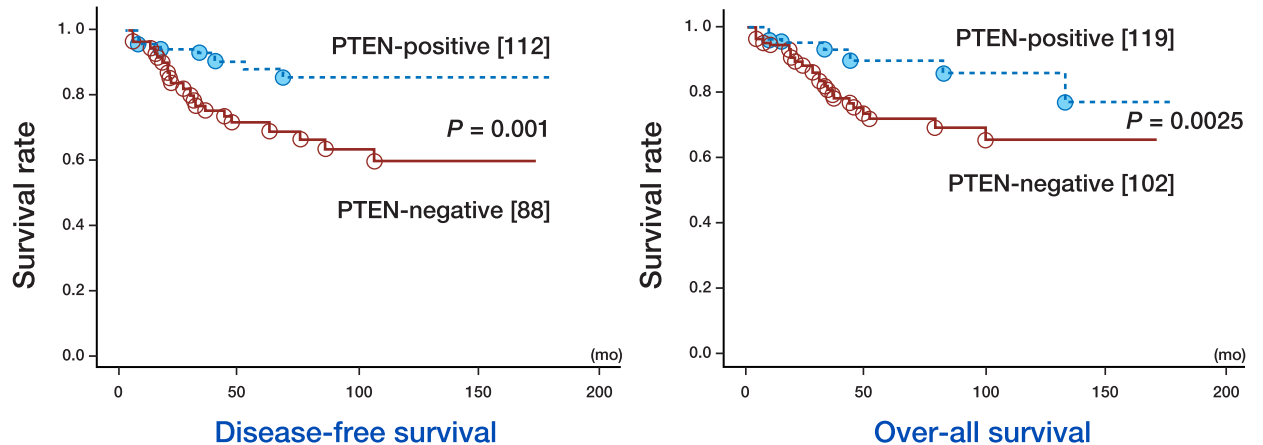 Survival rate
1.0
0.8
0.6
0.4
0.2
0.0
PTEN-positive [112]
P = 0.001
PTEN-negative [88]
(mo)
0 50 100 150 200
Disease-free survival
Survival rate
1.0
0.8
0.6
0.4
0.2
0.0
PTEN-positive [119]
P = 0.0025
PTEN-negative [102]
(mo)
0 50 100 150 200
Over-all survival